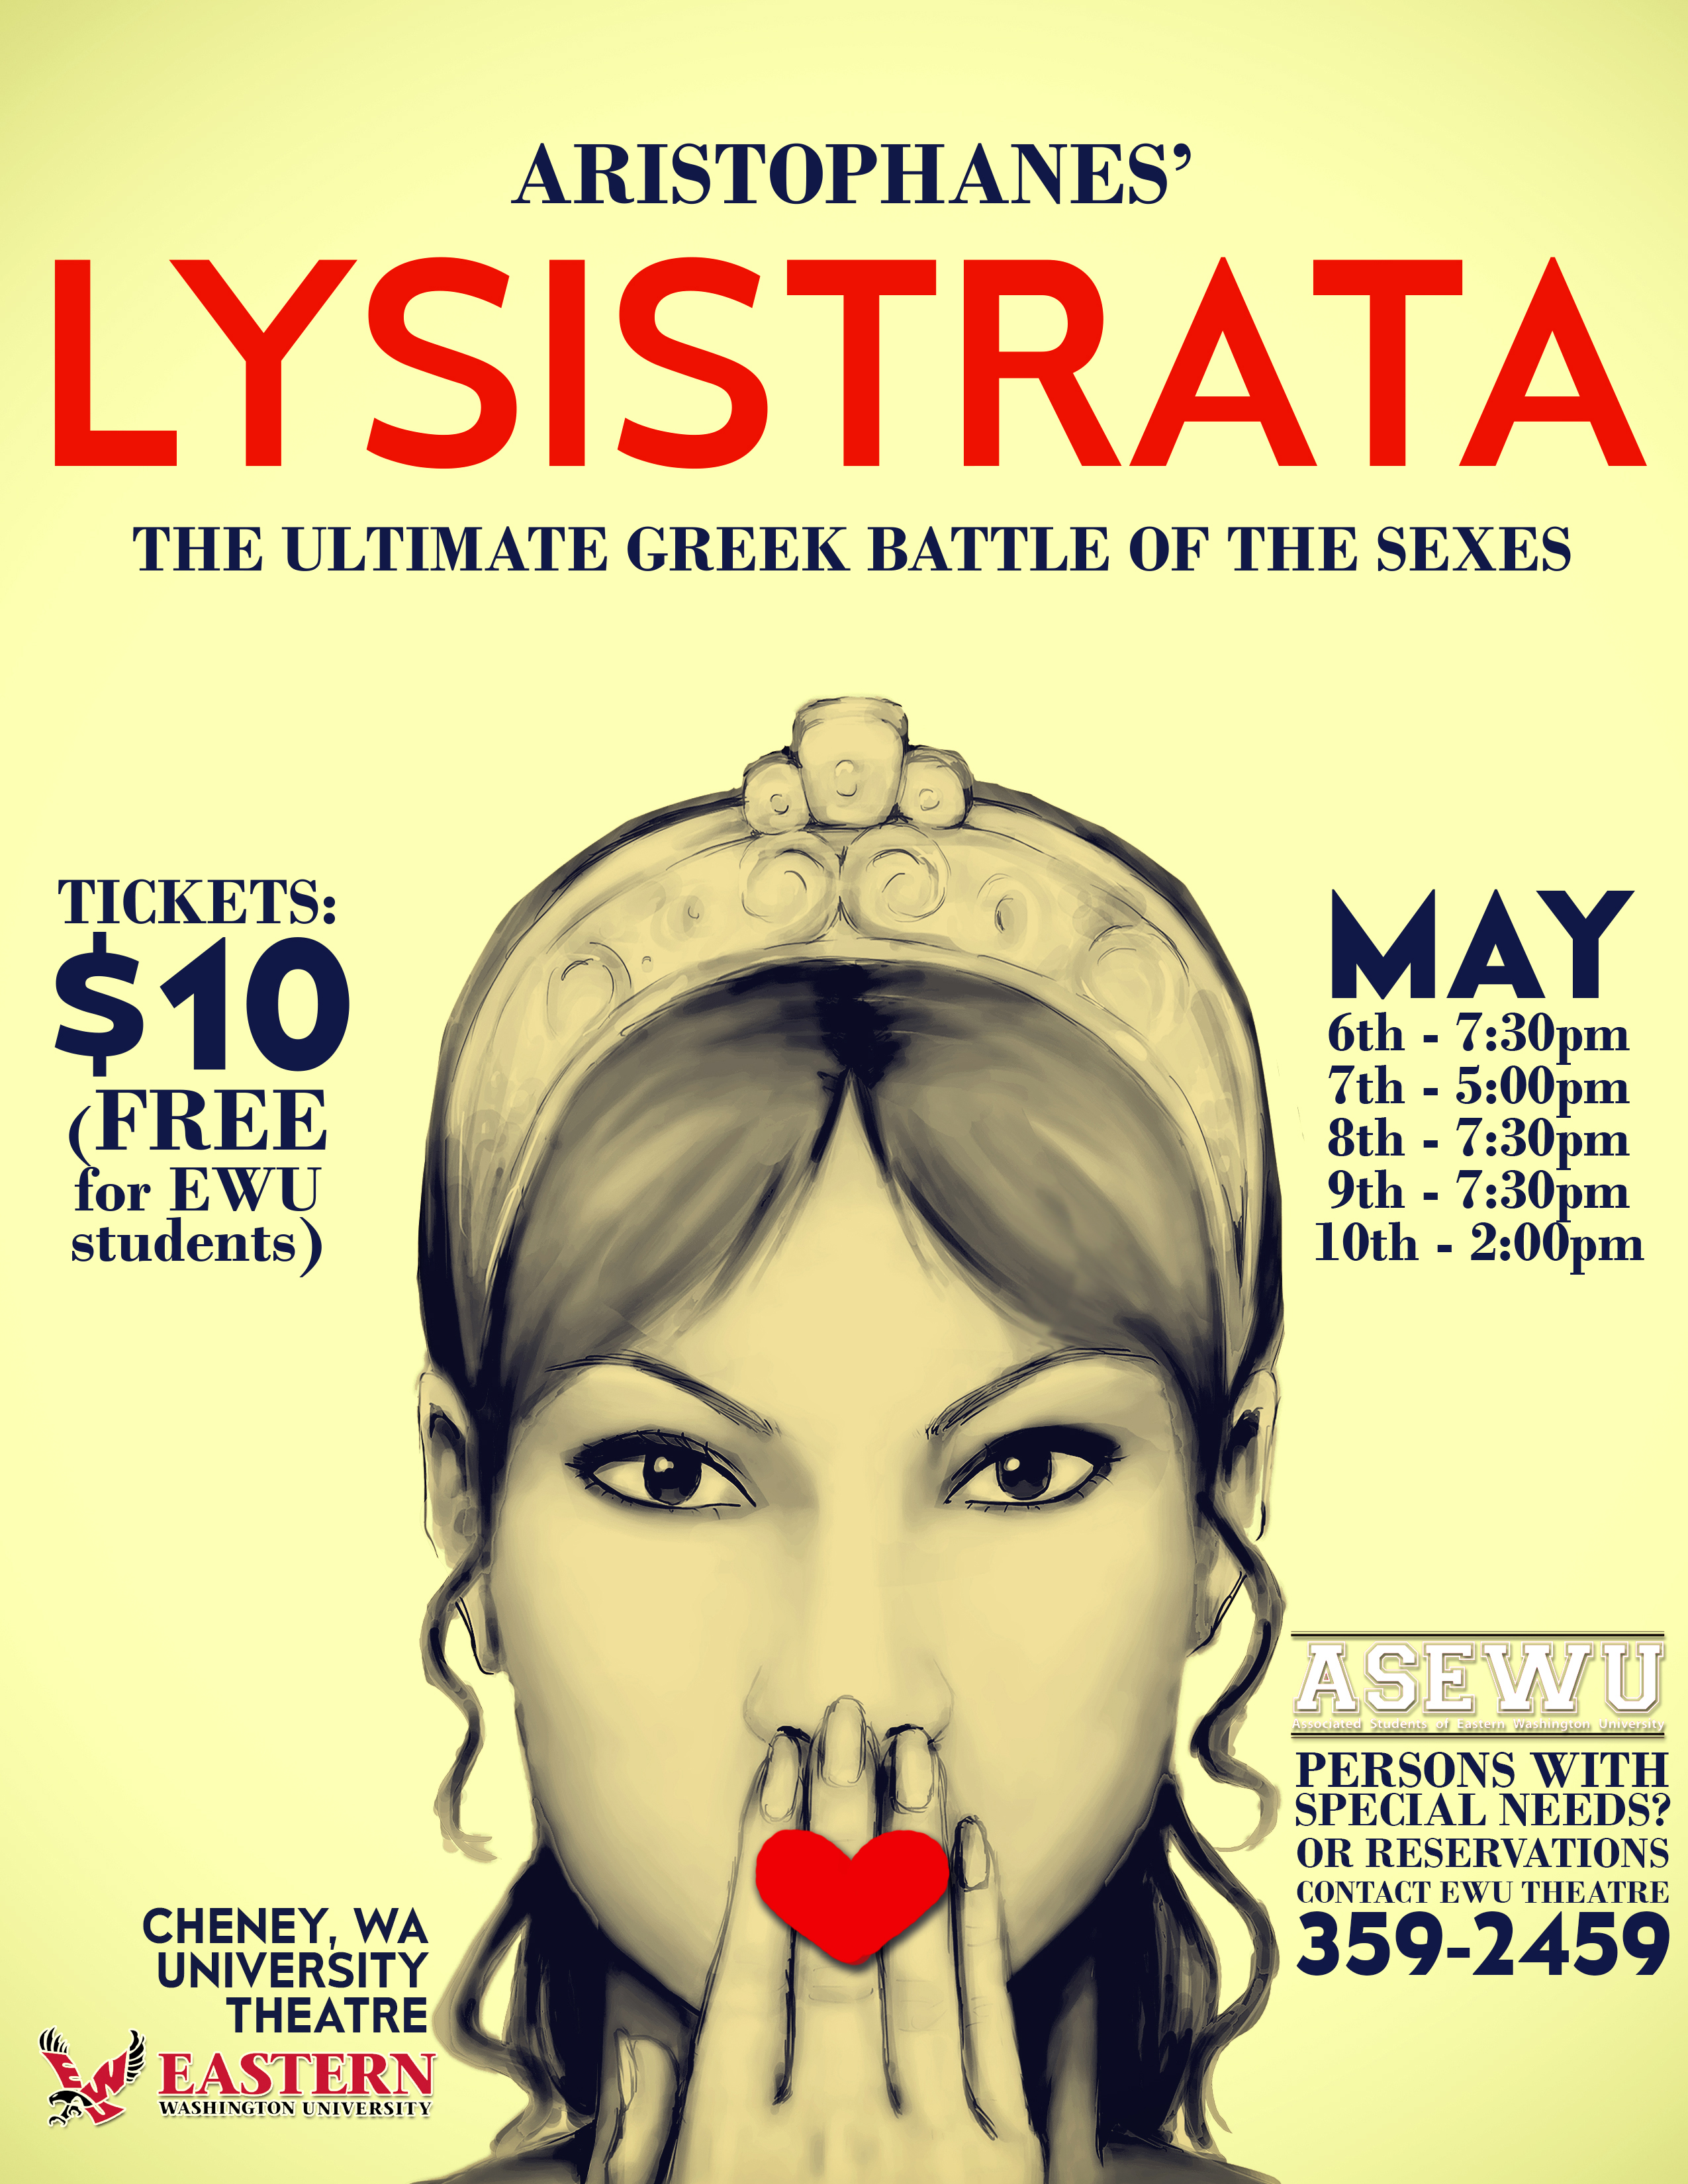 ARISTOPHANES’
LYSISTRATA
THE ULTIMATE GREEK BATTLE OF THE SEXES
TICKETS:
$10
(FREE
for EWU
students)
MAY
6th - 7:30pm
7th - 5:00pm
8th - 7:30pm
9th - 7:30pm
10th - 2:00pm
ASEWU
Associated Students of Eastern Washington University
PERSONS WITH
SPECIAL NEEDS?
OR RESERVATIONS
CONTACT EWU THEATRE
359-2459
CHENEY, WA
UNIVERSITY
THEATRE
EWU
EASTERN
WASHINGTON UNIVERSITY